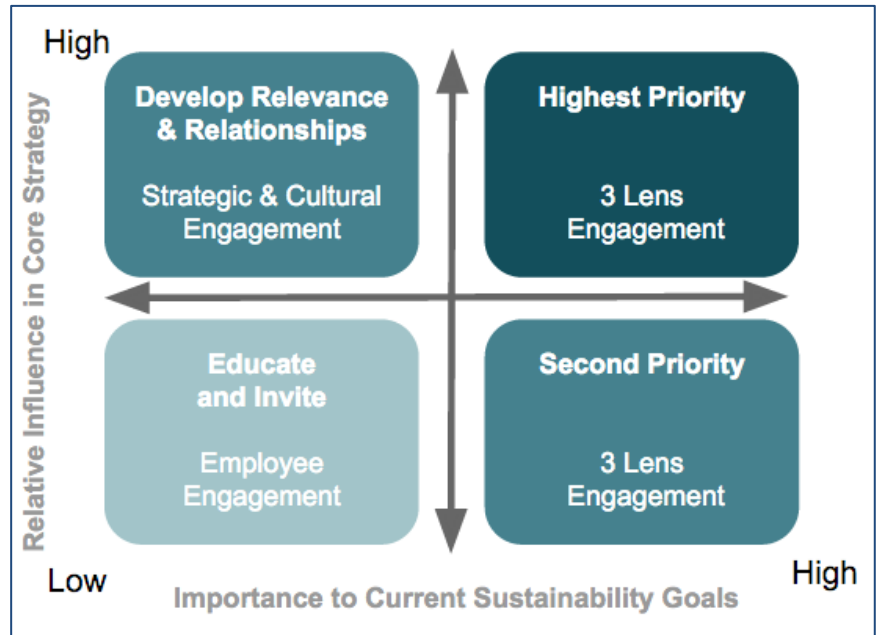 High
Relative Influence in Core Strategy
Develop Relevance
& Relationships
Strategic & Cultural
Engagement
Highest Priority
3 Lens
Engagement
Educate
and Invite
Employee
Engagement
Second Priority
3 Lens
Engagement
Low
Importance to Current Sustainability Goals
High